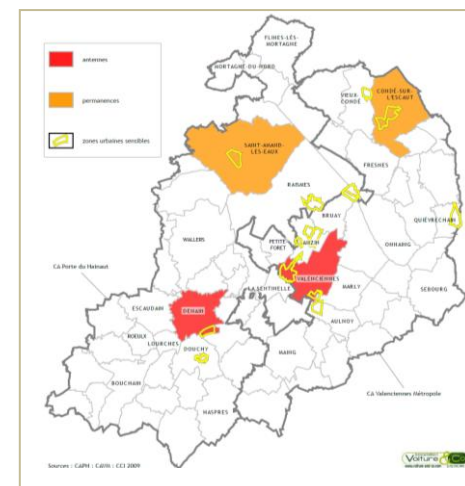 antennes
permanences
zones urbaines sensibles
FLINES-LÈS-
MORTAGNE
MORTAGNE-DU-NORD
VIEUX-
CONDÉ
CONDÉ-SUR-
L'ESCAUT
SAINT-AMAND-
LES-EAUX
FRESNES
RAISMES
BRUAY
QUIÉVRECHAIN
ANZIN
ONNAING
WALLERS
PETITE-
FORÊT
VALENCIENNES
CA Porte du Hainaut
LA SENTINELLE
MARLY
SEBOURG
ESCAUDAIN
DENAIN
AULNOY
ROEULX
LOURCHES
DOUCHY
MAING
BOUCHAIN
HASPRES
CA Valenciennes Métropole
Sources : CAPH ; CAVM ; CCI 2009
Voiture